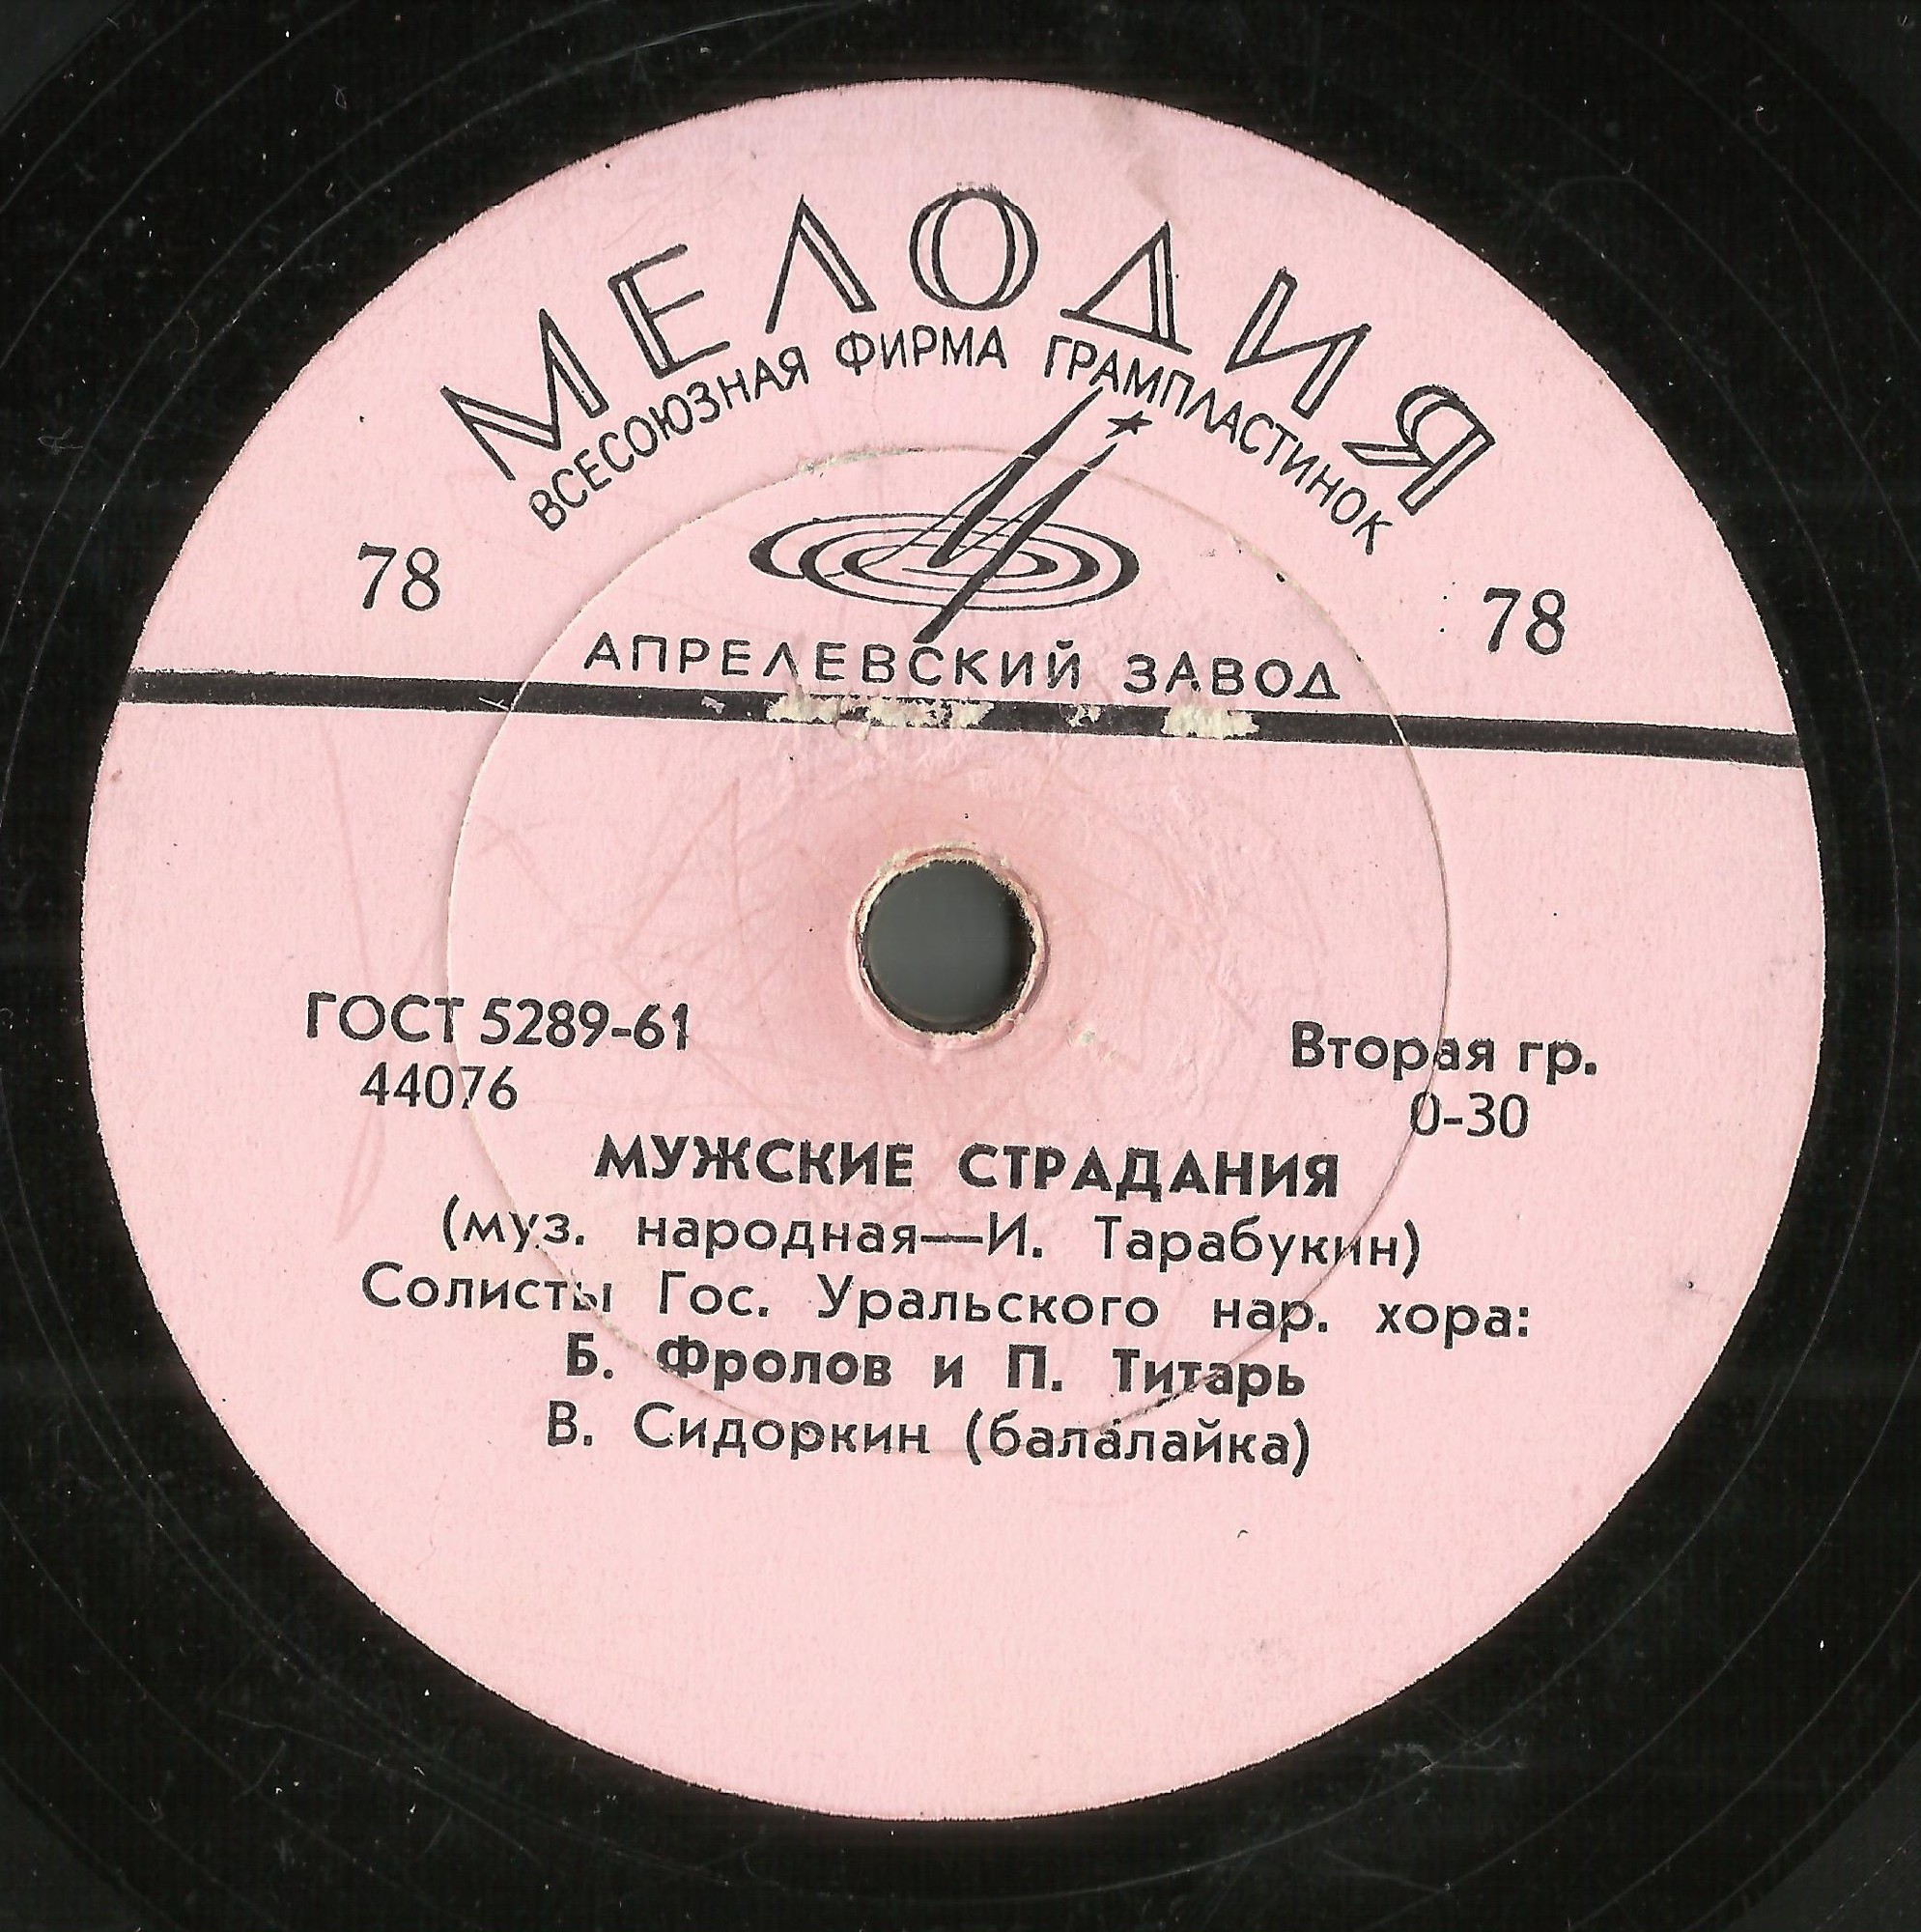 МЕЛОДИЯ
ВСЕСОЮЗНАЯ ФИРМА ГРАМПЛАСТИНОК
78
78
АПРЕЛЕВСКИЙ ЗАВОД
ГОСТ 5289-61
Вторая гр.
44076
0-30
МУЖСКИЕ СТРАДАНИЯ
(муз. народная—И. Тарабукин)
Солисты Гос. Уральского нар. хора:
Б. Фролов и П. Титарь
В. Сидоркин (балалайка)